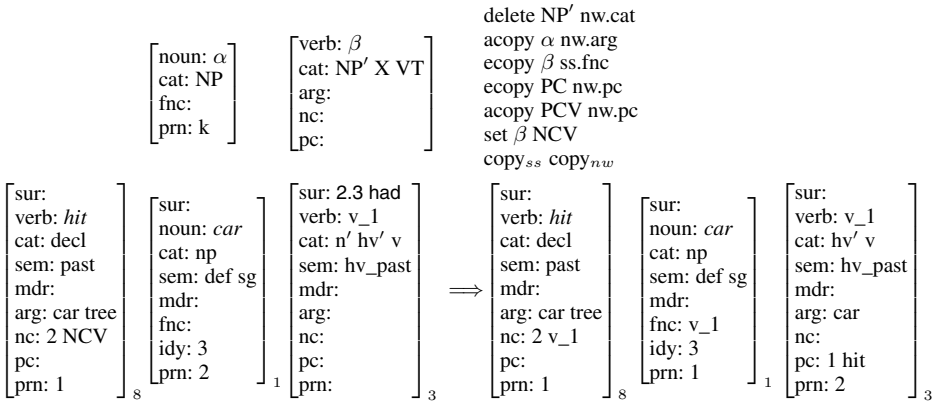 delete NP′ nw.cat
acopy α nw.arg
ecopy β ss.fnc
ecopy PC nw.pc
acopy PCV nw.pc
set β NCV
copy_ss copy_nw
noun: α
cat: NP
fnc:
prn: k
verb: β
cat: NP′ X VT
arg:
nc:
pc:
sur:
verb: hit
cat: decl
sem: past
mdr:
arg: car tree
nc: 2 NCV
pc:
prn: 1
8
sur:
noun: car
cat: np
sem: def sg
mdr:
fnc:
idy: 3
prn: 2
1
sur: 2.3 had
verb: v_1
cat: n′ hv′ v
sem: hv_past
mdr:
arg:
nc:
pc:
prn:
3
⟹
sur:
verb: hit
cat: decl
sem: past
mdr:
arg: car tree
nc: 2 v_1
pc:
prn: 1
8
sur:
noun: car
cat: np
sem: def sg
mdr:
fnc: v_1
idy: 3
prn: 1
1
sur:
verb: v_1
cat: hv′ v
sem: hv_past
mdr:
arg: car
nc:
pc: 1 hit
prn: 2
3